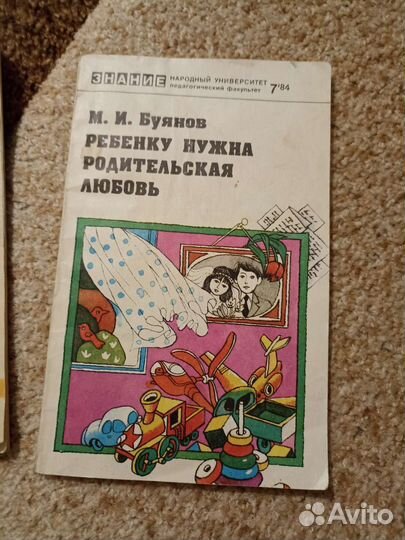 ЗНАНИЕ
НАРОДНЫЙ УНИВЕРСИТЕТ
педагогический факультет
7'84
М. И. Буянов
РЕБЕНКУ НУЖНА
РОДИТЕЛЬСКАЯ
ЛЮБОВЬ
Avito